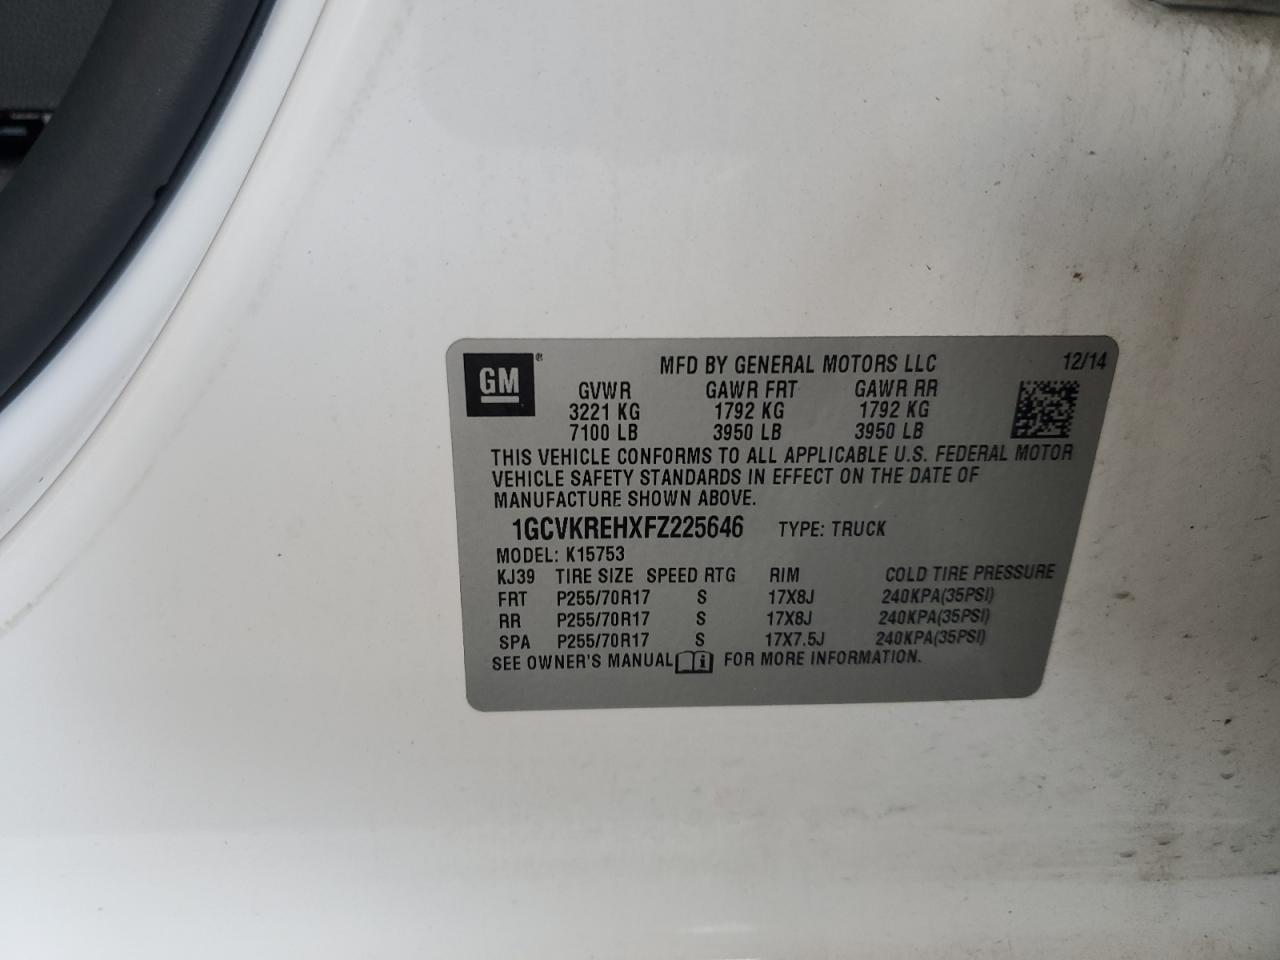 GM ® MFD BY GENERAL MOTORS LLC 12/14
GVWR GAWR FRT GAWR RR
3221 KG 1792 KG 1792 KG
7100 LB 3950 LB 3950 LB
THIS VEHICLE CONFORMS TO ALL APPLICABLE U.S. FEDERAL MOTOR
VEHICLE SAFETY STANDARDS IN EFFECT ON THE DATE OF
MANUFACTURE SHOWN ABOVE.
1GCVKREHXFZ225646 TYPE: TRUCK
MODEL: K15753
KJ39 TIRE SIZE SPEED RTG RIM COLD TIRE PRESSURE
FRT P255/70R17 S 17X8J 240KPA(35PSI)
RR P255/70R17 S 17X8J 240KPA(35PSI)
SPA P255/70R17 S 17X7.5J 240KPA(35PSI)
SEE OWNER'S MANUAL i FOR MORE INFORMATION.